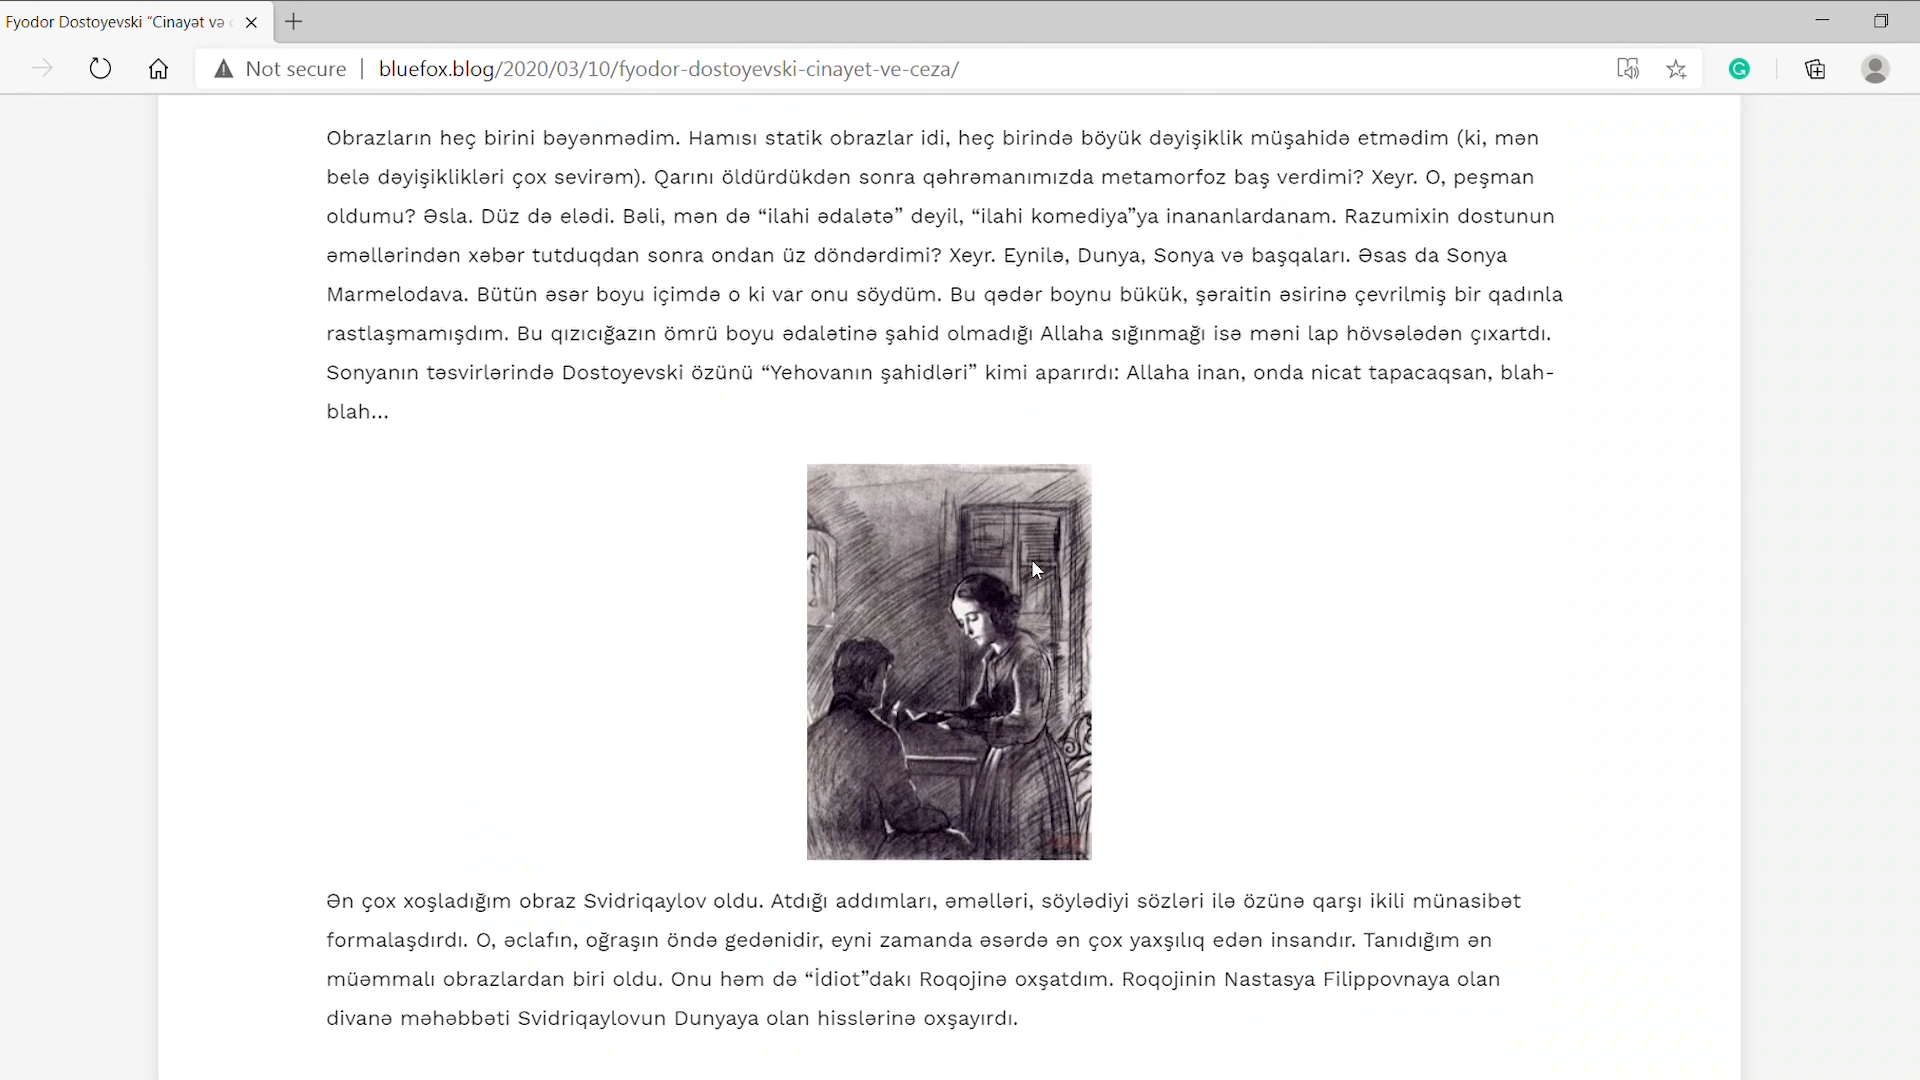 Fyodor Dostoyevski "Cinayət və
Not secure
bluefox.blog/2020/03/10/fyodor-dostoyevski-cinayet-ve-ceza/
Obrazların heç birini bəyənmədim. Hamısı statik obrazlar idi, heç birində böyük dəyişiklik müşahidə etmədim (ki, mən
belə dəyişiklikləri çox sevirəm). Qarını öldürdükdən sonra qəhrəmanımızda metamorfoz baş verdimi? Xeyr. O, peşman
oldumu? Əsla. Düz də elədi. Bəli, mən də “ilahi ədalətə” deyil, “ilahi komediya”ya inananlardanam. Razumixin dostunun
əməllərindən xəbər tutduqdan sonra ondan üz döndərdimi? Xeyr. Eynilə, Dunya, Sonya və başqaları. Əsas da Sonya
Marmelodava. Bütün əsər boyu içimdə o ki var onu söydüm. Bu qədər boynu bükük, şəraitin əsirinə çevrilmiş bir qadınla
rastlaşmamışdım. Bu qızıcığazın ömrü boyu ədalətinə şahid olmadığı Allaha sığınmağı isə məni lap hövsələdən çıxartdı.
Sonyanın təsvirlərində Dostoyevski özünü “Yehovanın şahidləri” kimi aparırdı: Allaha inan, onda nicat tapacaqsan, blah-
blah...
Ən çox xoşladığım obraz Svidriqaylov oldu. Atdığı addımları, əməlləri, söylədiyi sözləri ilə özünə qarşı ikili münasibət
formalaşdırdı. O, əclafın, oğraşın öndə gedənidir, eyni zamanda əsərdə ən çox yaxşılıq edən insandır. Tanıdığım ən
müəmmalı obrazlardan biri oldu. Onu həm də “İdiot”dakı Roqojinə oxşatdım. Roqojinin Nastasya Filippovnaya olan
divanə məhəbbəti Svidriqaylovun Dunyaya olan hisslərinə oxşayırdı.